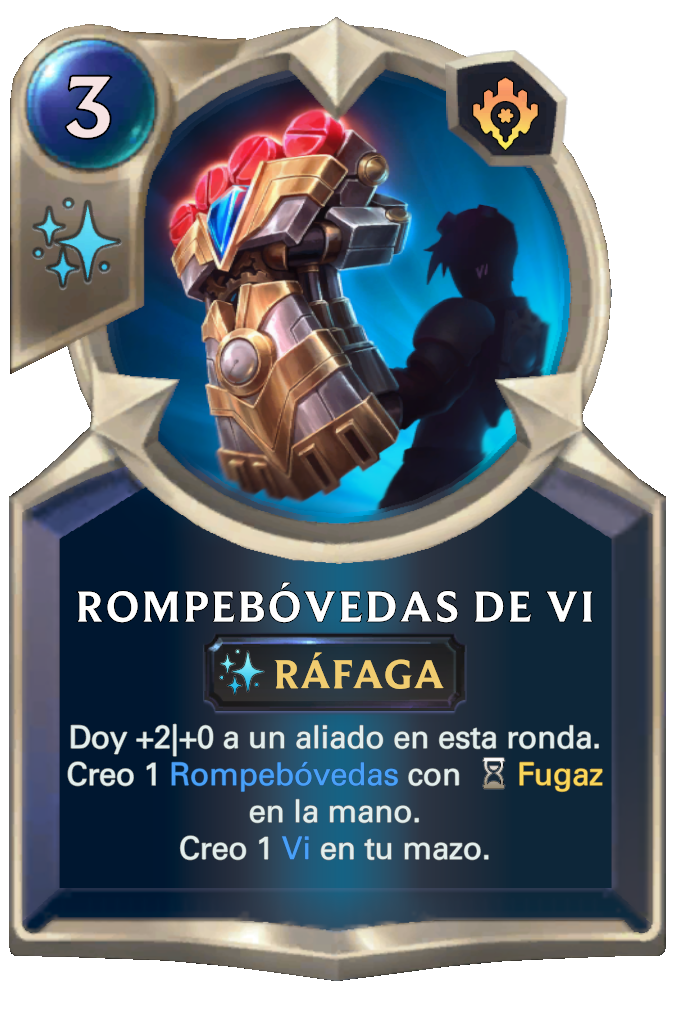 3
ROMPEBÓVEDAS DE VI
RÁFAGA
Doy +2|+0 a un aliado en esta ronda.
Creo 1 Rompebóvedas con Fugaz
en la mano.
Creo 1 Vi en tu mazo.